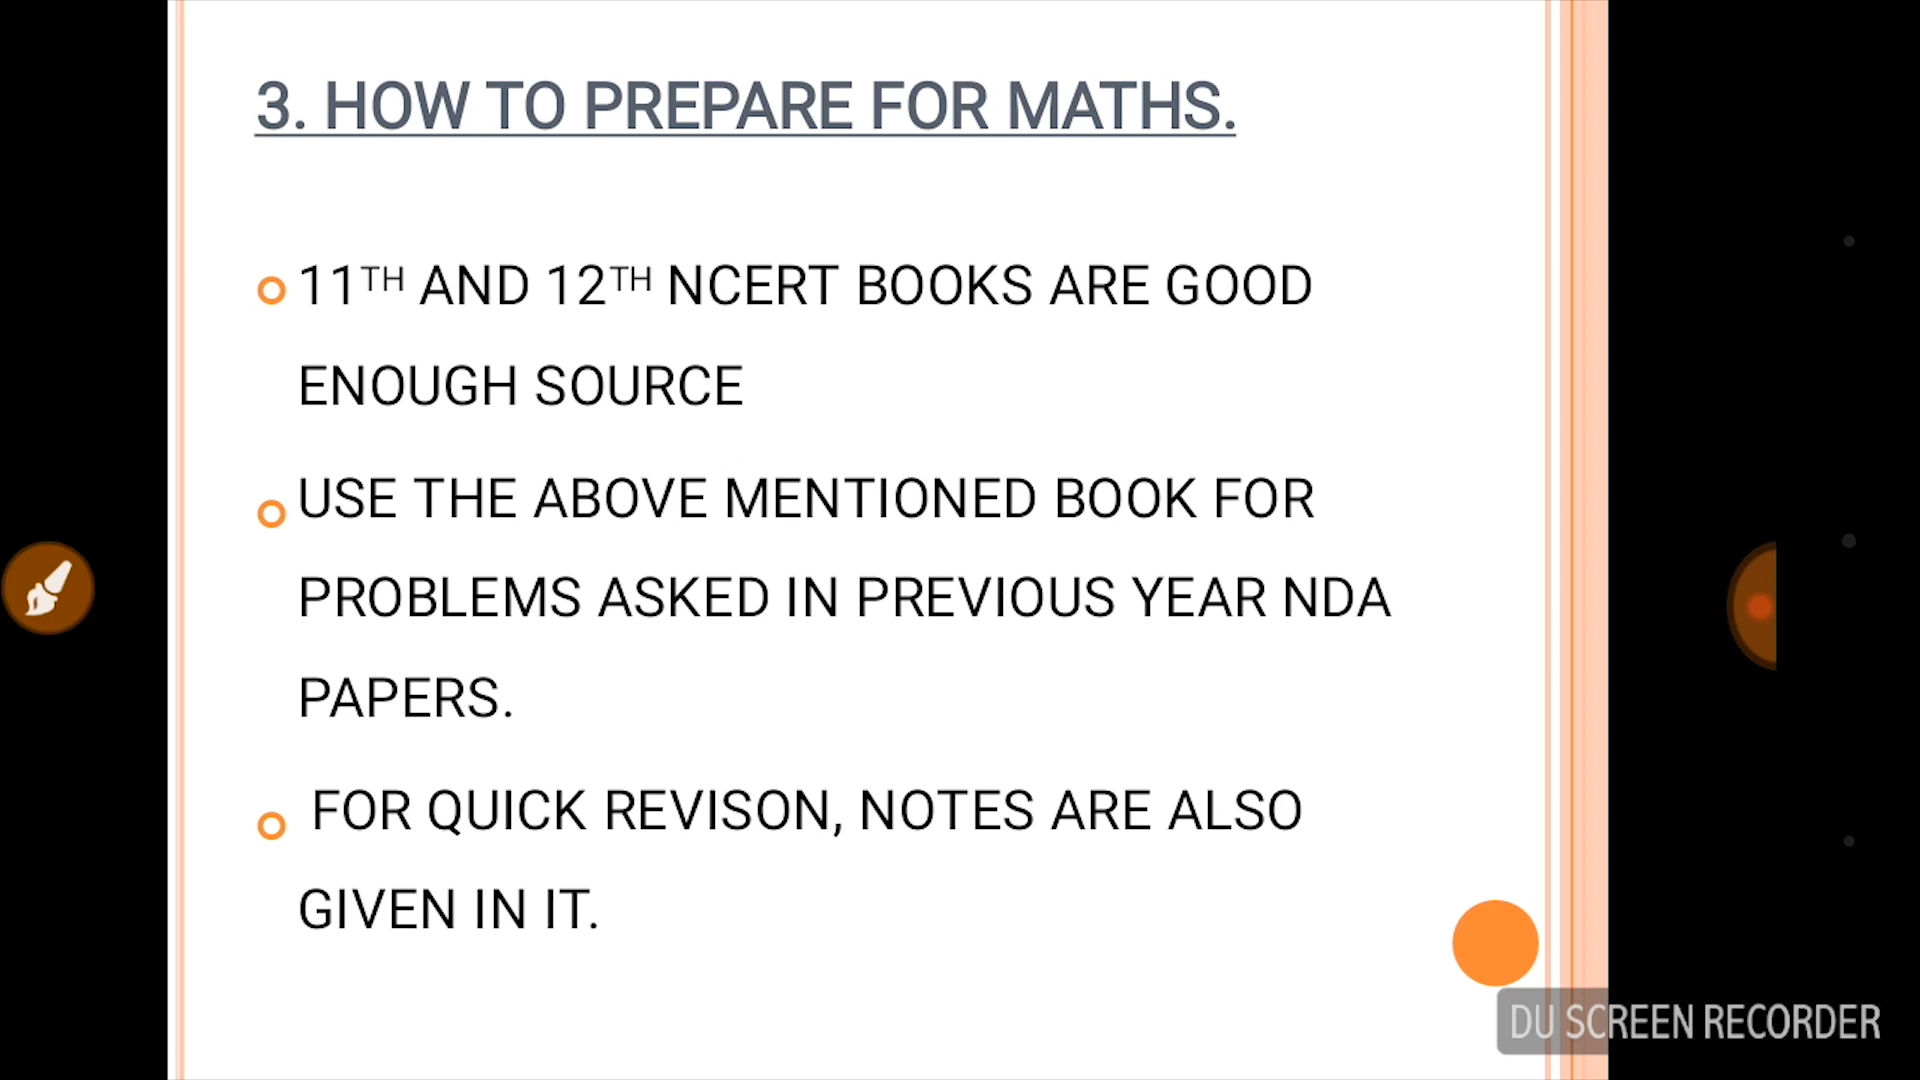 3. HOW TO PREPARE FOR MATHS.
11TH AND 12TH NCERT BOOKS ARE GOOD
ENOUGH SOURCE
USE THE ABOVE MENTIONED BOOK FOR
PROBLEMS ASKED IN PREVIOUS YEAR NDA
PAPERS.
FOR QUICK REVISON, NOTES ARE ALSO
GIVEN IN IT.
DU SCREEN RECORDER